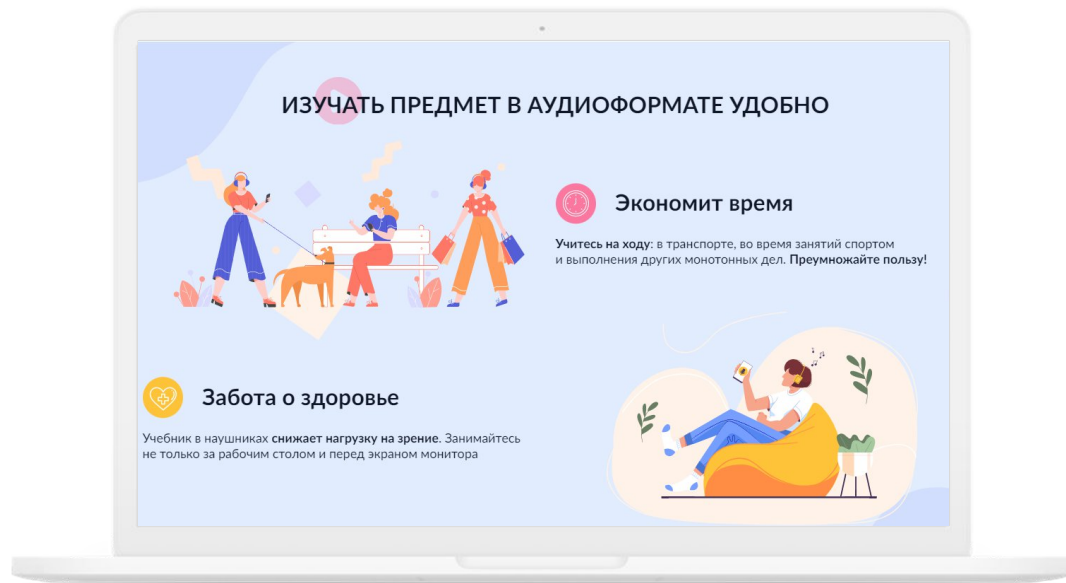 ИЗУЧАТЬ ПРЕДМЕТ В АУДИОФОРМАТЕ УДОБНО
Экономит время
Учитесь на ходу: в транспорте, во время занятий спортом
и выполнения других монотонных дел. Преумножайте пользу!
Забота о здоровье
Учебник в наушниках снижает нагрузку на зрение. Занимайтесь
не только за рабочим столом и перед экраном монитора